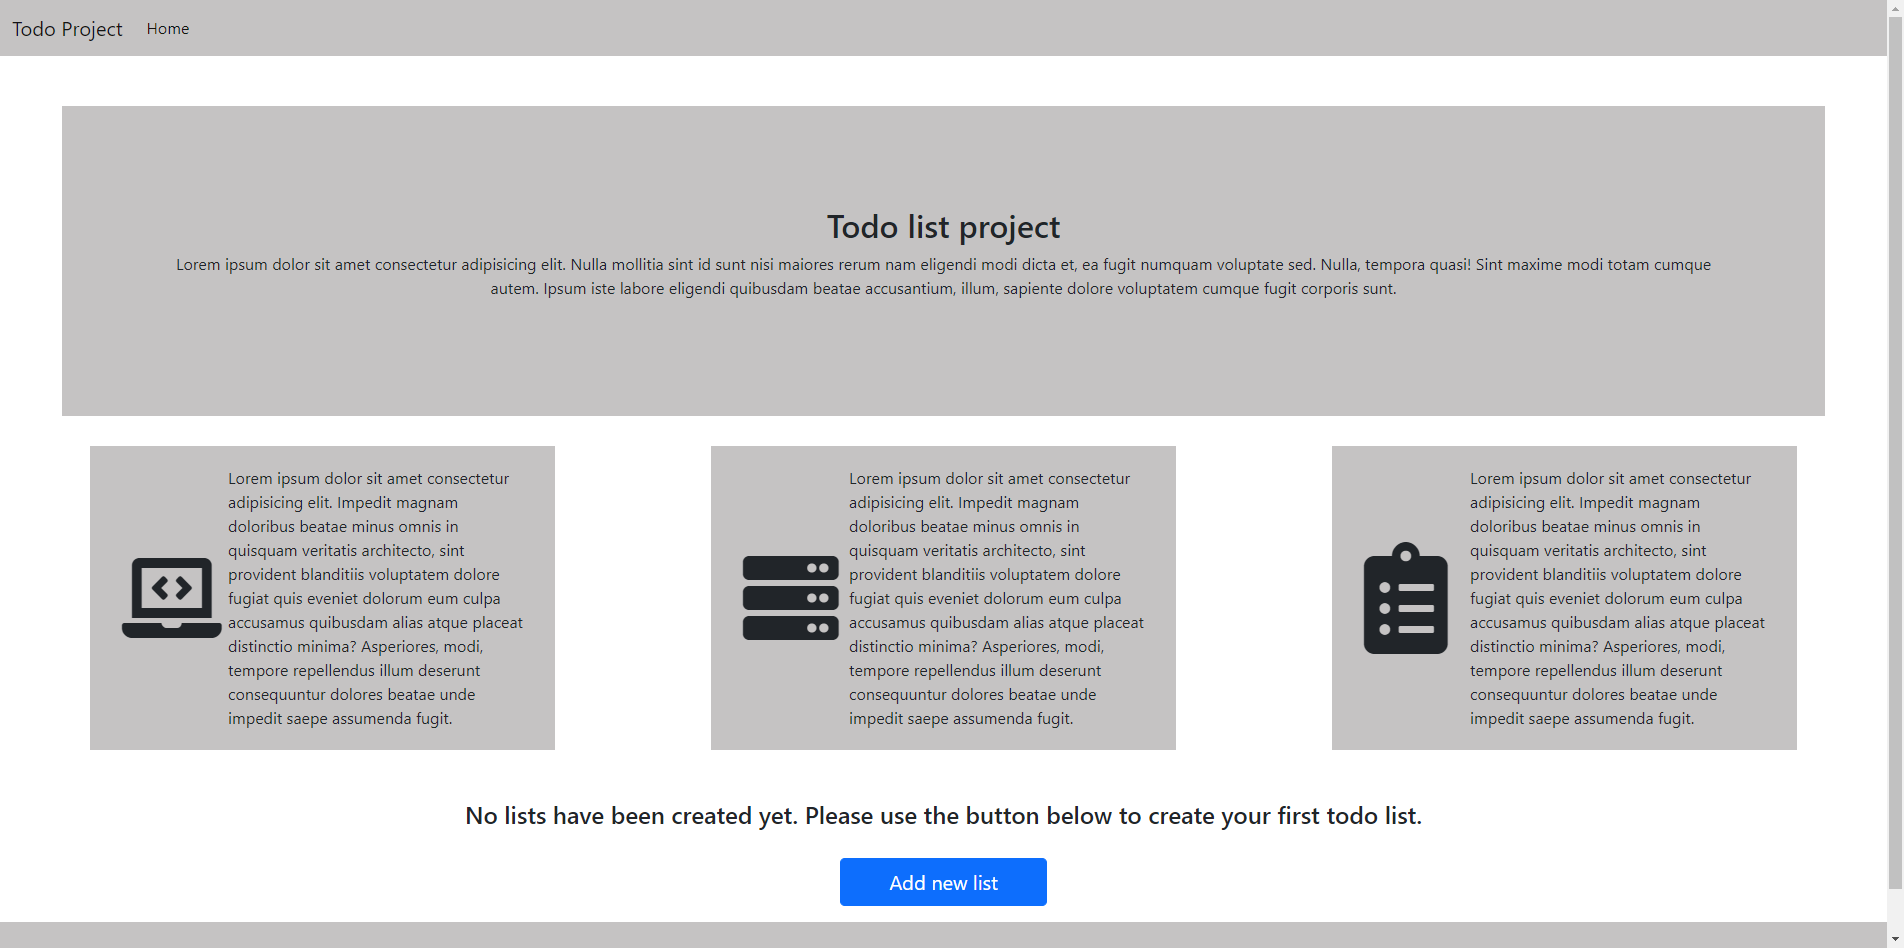 Todo Project Home
Todo list project
Lorem ipsum dolor sit amet consectetur adipisicing elit. Nulla mollitia sint id sunt nisi maiores rerum nam eligendi modi dicta et, ea fugit numquam voluptate sed. Nulla, tempora quasi! Sint maxime modi totam cumque
autem. Ipsum iste labore eligendi quibusdam beatae accusantium, illum, sapiente dolore voluptatem cumque fugit corporis sunt.
Lorem ipsum dolor sit amet consectetur
adipisicing elit. Impedit magnam
doloribus beatae minus omnis in
quisquam veritatis architecto, sint
provident blanditiis voluptatem dolore
fugiat quis eveniet dolorum eum culpa
accusamus quibusdam alias atque placeat
distinctio minima? Asperiores, modi,
tempore repellendus illum deserunt
consequuntur dolores beatae unde
impedit saepe assumenda fugit.
Lorem ipsum dolor sit amet consectetur
adipisicing elit. Impedit magnam
doloribus beatae minus omnis in
quisquam veritatis architecto, sint
provident blanditiis voluptatem dolore
fugiat quis eveniet dolorum eum culpa
accusamus quibusdam alias atque placeat
distinctio minima? Asperiores, modi,
tempore repellendus illum deserunt
consequuntur dolores beatae unde
impedit saepe assumenda fugit.
Lorem ipsum dolor sit amet consectetur
adipisicing elit. Impedit magnam
doloribus beatae minus omnis in
quisquam veritatis architecto, sint
provident blanditiis voluptatem dolore
fugiat quis eveniet dolorum eum culpa
accusamus quibusdam alias atque placeat
distinctio minima? Asperiores, modi,
tempore repellendus illum deserunt
consequuntur dolores beatae unde
impedit saepe assumenda fugit.
No lists have been created yet. Please use the button below to create your first todo list.
Add new list